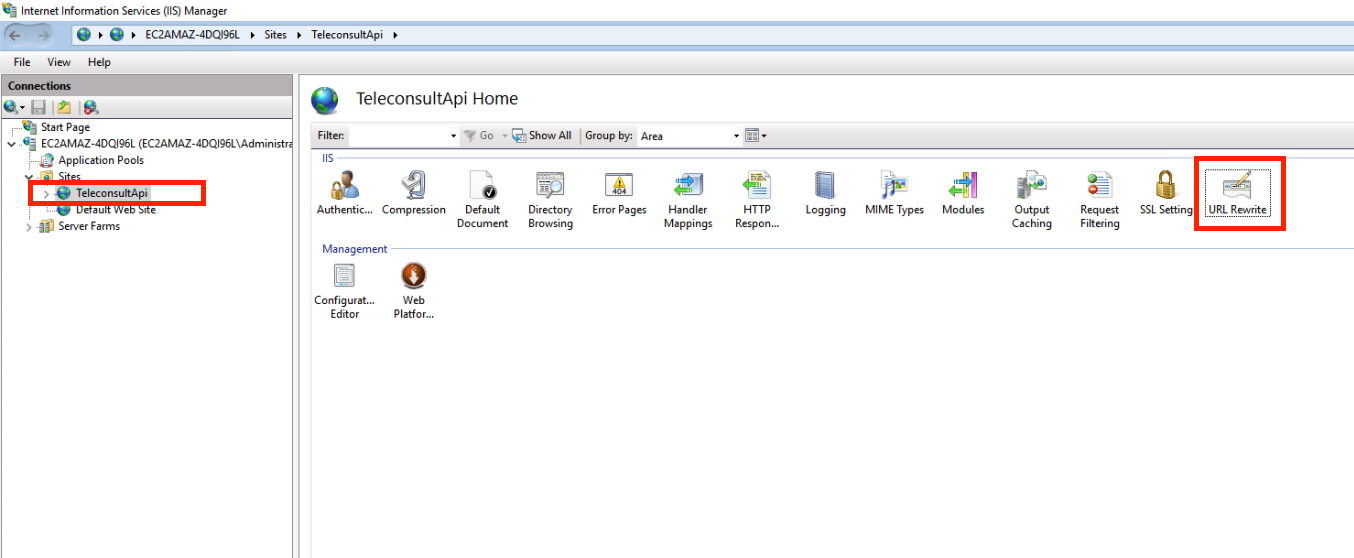 Internet Information Services (IIS) Manager
EC2AMAZ-4DQI96L Sites TeleconsultApi
File View Help
Connections
Start Page
EC2AMAZ-4DQI96L (EC2AMAZ-4DQI96L\Administra
Application Pools
Sites
TeleconsultApi
Default Web Site
Server Farms
TeleconsultApi Home
Filter: Go Show All Group by: Area
IIS
Authentic... Compression Default Directory Error Pages Handler HTTP Logging MIME Types Modules Output Request SSL Setting URL Rewrite
Document Browsing Mappings Respon... Caching Filtering
Management
Configurat... Web
Editor Platfor...